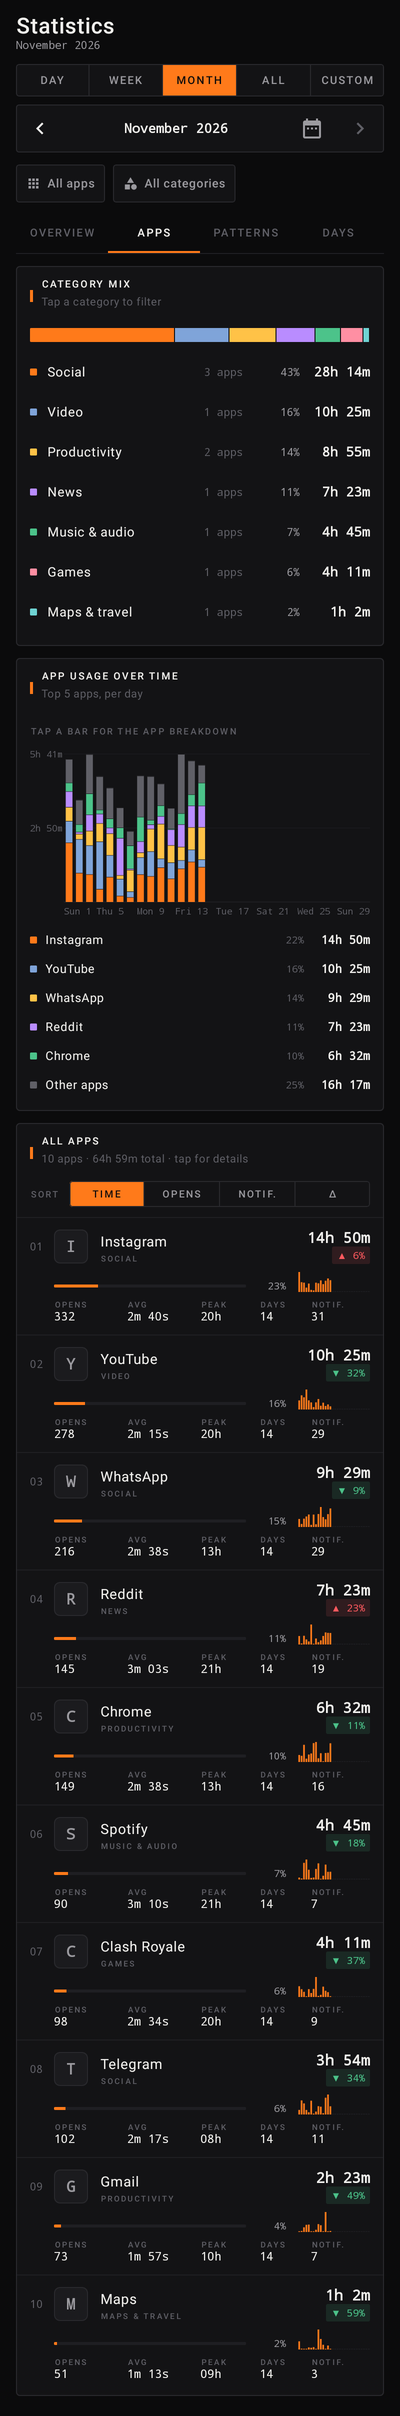 Statistics
November 2026
DAY WEEK MONTH ALL CUSTOM
November 2026
All apps All categories
OVERVIEW APPS PATTERNS DAYS
CATEGORY MIX
Tap a category to filter
Social 3 apps 43% 28h 14m
Video 1 apps 16% 10h 25m
Productivity 2 apps 14% 8h 55m
News 1 apps 11% 7h 23m
Music & audio 1 apps 7% 4h 45m
Games 1 apps 6% 4h 11m
Maps & travel 1 apps 2% 1h 2m
APP USAGE OVER TIME
Top 5 apps, per day
TAP A BAR FOR THE APP BREAKDOWN
5h 41m
2h 50m
Sun 1 Thu 5 Mon 9 Fri 13 Tue 17 Sat 21 Wed 25 Sun 29
Instagram 22% 14h 50m
YouTube 16% 10h 25m
WhatsApp 14% 9h 29m
Reddit 11% 7h 23m
Chrome 10% 6h 32m
Other apps 25% 16h 17m
ALL APPS
10 apps · 64h 59m total · tap for details
SORT TIME OPENS NOTIF. Δ
01 I Instagram 14h 50m
SOCIAL ▲ 6%
23%
OPENS AVG PEAK DAYS NOTIF.
332 2m 40s 20h 14 31
02 Y YouTube 10h 25m
VIDEO ▼ 32%
16%
OPENS AVG PEAK DAYS NOTIF.
278 2m 15s 20h 14 29
03 W WhatsApp 9h 29m
SOCIAL ▼ 9%
15%
OPENS AVG PEAK DAYS NOTIF.
216 2m 38s 13h 14 29
04 R Reddit 7h 23m
NEWS ▲ 23%
11%
OPENS AVG PEAK DAYS NOTIF.
145 3m 03s 21h 14 19
05 C Chrome 6h 32m
PRODUCTIVITY ▼ 11%
10%
OPENS AVG PEAK DAYS NOTIF.
149 2m 38s 13h 14 16
06 S Spotify 4h 45m
MUSIC & AUDIO ▼ 18%
7%
OPENS AVG PEAK DAYS NOTIF.
90 3m 10s 21h 14 7
07 C Clash Royale 4h 11m
GAMES ▼ 37%
6%
OPENS AVG PEAK DAYS NOTIF.
98 2m 34s 20h 14 9
08 T Telegram 3h 54m
SOCIAL ▼ 34%
6%
OPENS AVG PEAK DAYS NOTIF.
102 2m 17s 08h 14 11
09 G Gmail 2h 23m
PRODUCTIVITY ▼ 49%
4%
OPENS AVG PEAK DAYS NOTIF.
73 1m 57s 10h 14 7
10 M Maps 1h 2m
MAPS & TRAVEL ▼ 59%
2%
OPENS AVG PEAK DAYS NOTIF.
51 1m 13s 09h 14 3